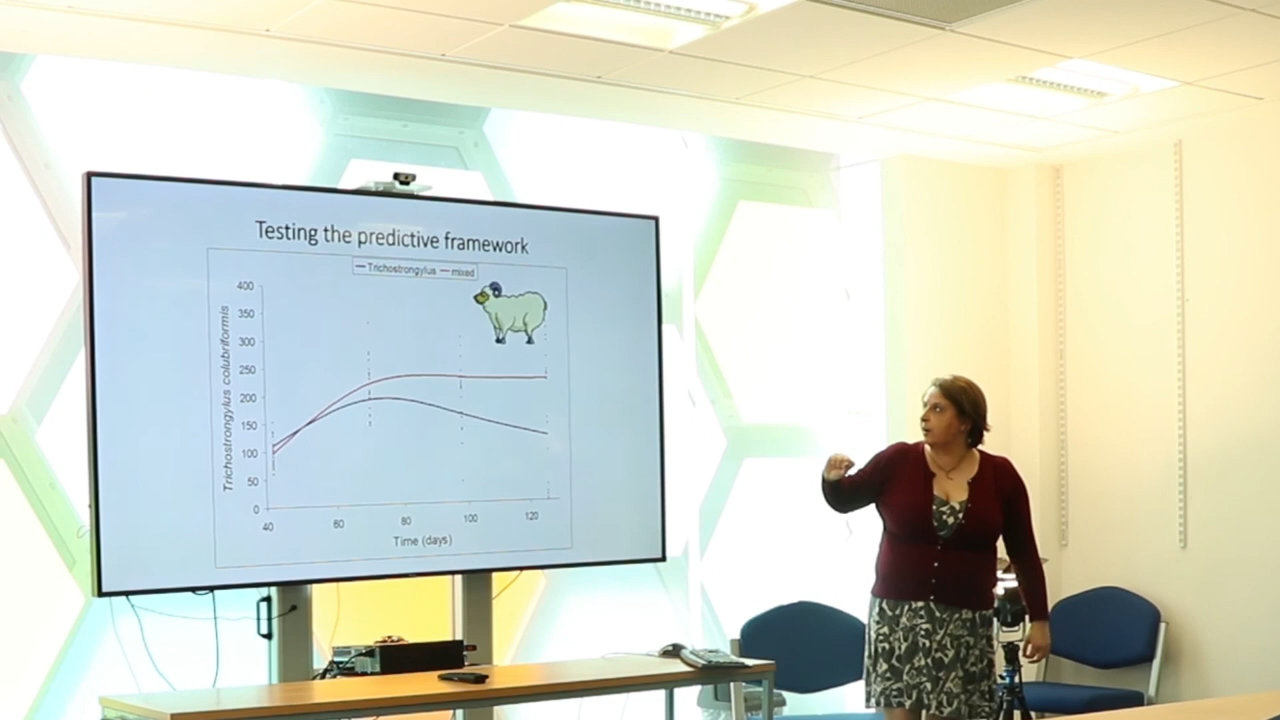 Testing the predictive framework
Trichostrongylus mixed
Trichostrongylus colubriformis
400
350
300
250
200
150
100
50
0
40 60 80 100 120
Time (days)